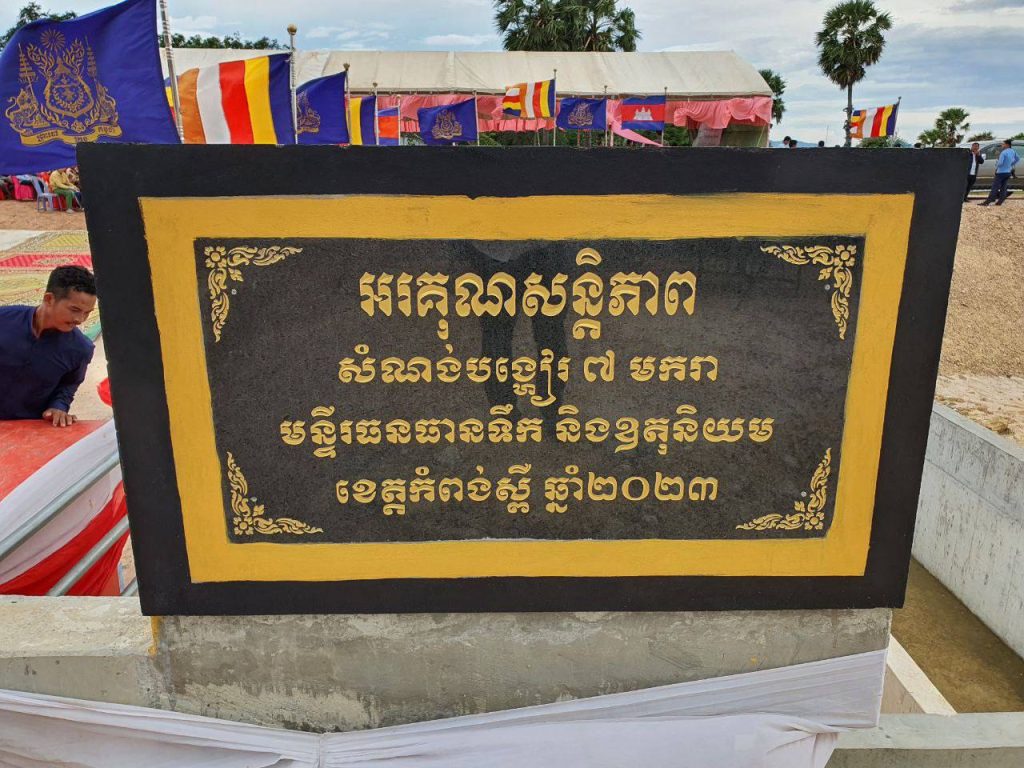 អរគុណសន្តិភាព
សំណង់បង្ហៀរ ៧ មករា
មន្ទីរធនធានទឹក និងឧតុនិយម
ខេត្តកំពង់ស្ពឺ ឆ្នាំ២០២៣